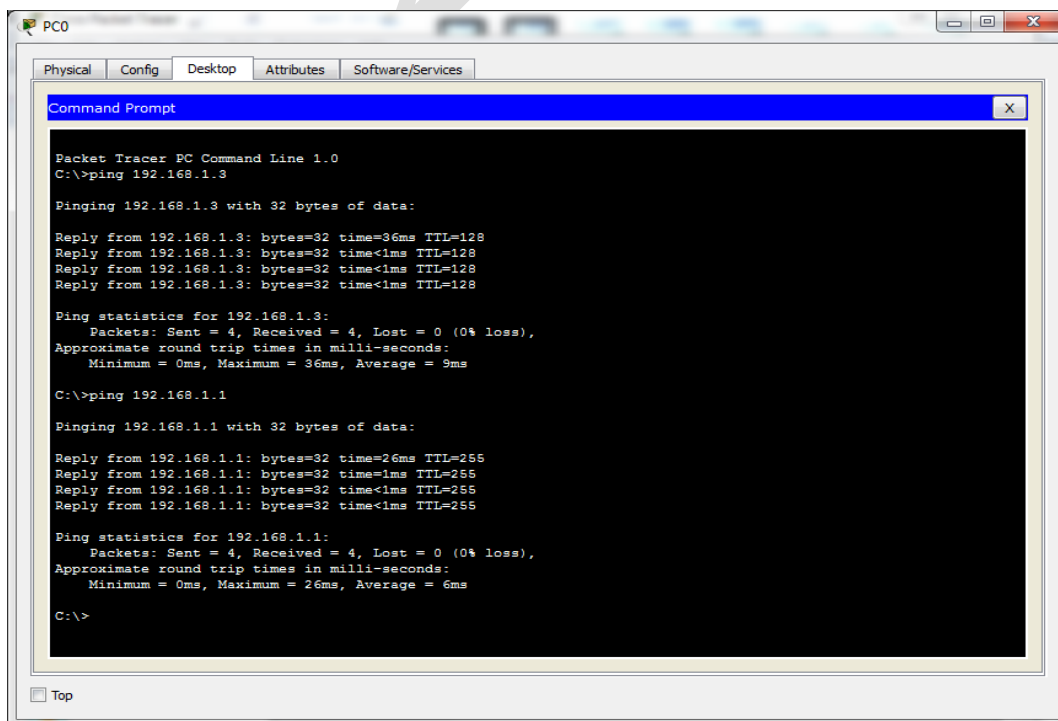 PC0
Physical Config Desktop Attributes Software/Services
Command Prompt X
Packet Tracer PC Command Line 1.0
C:\>ping 192.168.1.3
Pinging 192.168.1.3 with 32 bytes of data:
Reply from 192.168.1.3: bytes=32 time=36ms TTL=128
Reply from 192.168.1.3: bytes=32 time<1ms TTL=128
Reply from 192.168.1.3: bytes=32 time<1ms TTL=128
Reply from 192.168.1.3: bytes=32 time<1ms TTL=128
Ping statistics for 192.168.1.3:
Packets: Sent = 4, Received = 4, Lost = 0 (0% loss),
Approximate round trip times in milli-seconds:
Minimum = 0ms, Maximum = 36ms, Average = 9ms
C:\>ping 192.168.1.1
Pinging 192.168.1.1 with 32 bytes of data:
Reply from 192.168.1.1: bytes=32 time=26ms TTL=255
Reply from 192.168.1.1: bytes=32 time=1ms TTL=255
Reply from 192.168.1.1: bytes=32 time<1ms TTL=255
Reply from 192.168.1.1: bytes=32 time<1ms TTL=255
Ping statistics for 192.168.1.1:
Packets: Sent = 4, Received = 4, Lost = 0 (0% loss),
Approximate round trip times in milli-seconds:
Minimum = 0ms, Maximum = 26ms, Average = 6ms
C:\>
Top